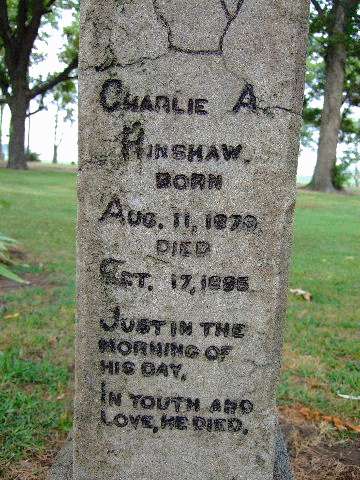 CHARLIE A.
HINSHAW.
BORN
AUG. 11, 1879.
DIED
OCT. 17, 1895.
JUST IN THE
MORNING OF
HIS DAY,
IN YOUTH AND
LOVE, HE DIED.